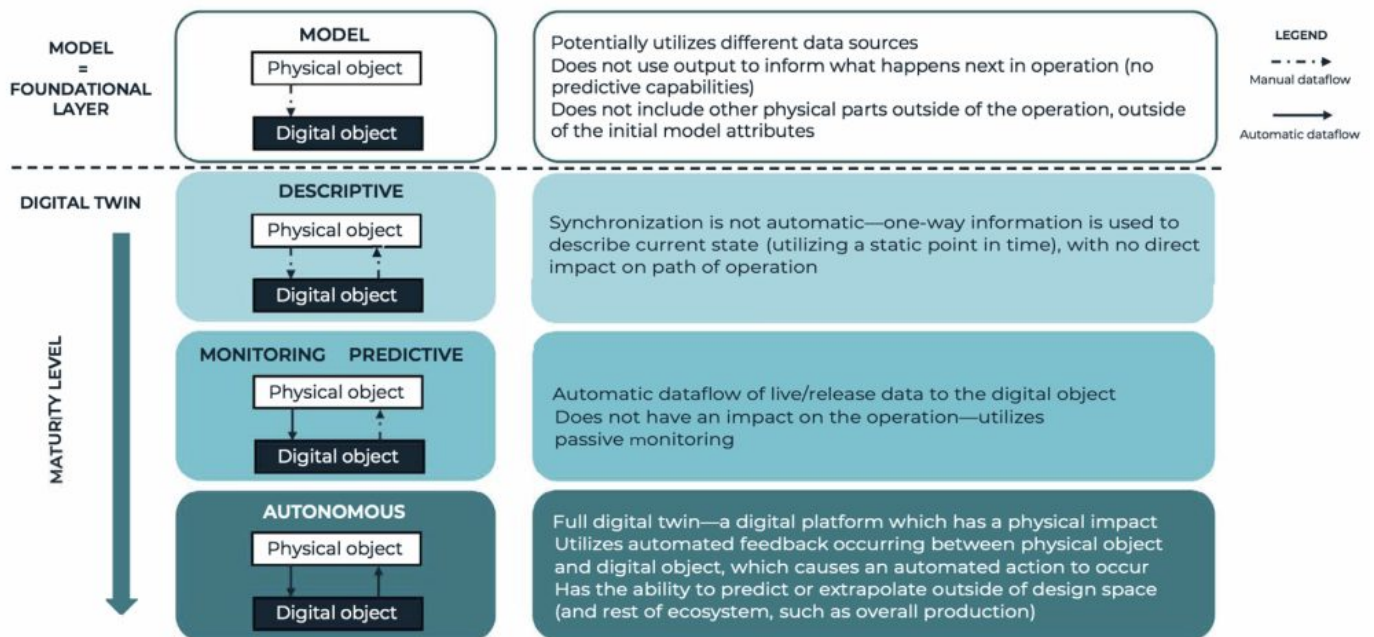 MODEL
=
FOUNDATIONAL
LAYER
MODEL
Physical object
Digital object
Potentially utilizes different data sources
Does not use output to inform what happens next in operation (no
predictive capabilities)
Does not include other physical parts outside of the operation, outside
of the initial model attributes
LEGEND
Manual dataflow
Automatic dataflow
DIGITAL TWIN
MATURITY LEVEL
DESCRIPTIVE
Physical object
Digital object
Synchronization is not automatic—one-way information is used to
describe current state (utilizing a static point in time), with no direct
impact on path of operation
MONITORING PREDICTIVE
Physical object
Digital object
Automatic dataflow of live/release data to the digital object
Does not have an impact on the operation—utilizes
passive monitoring
AUTONOMOUS
Physical object
Digital object
Full digital twin—a digital platform which has a physical impact
Utilizes automated feedback occurring between physical object
and digital object, which causes an automated action to occur
Has the ability to predict or extrapolate outside of design space
(and rest of ecosystem, such as overall production)